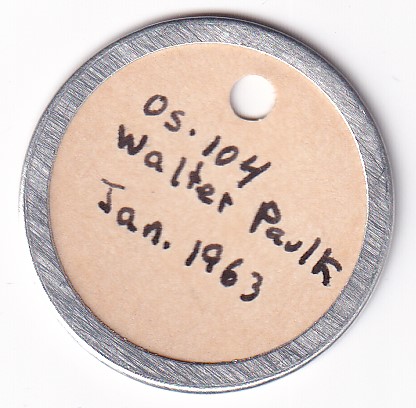 Os. 104
Walter Paulk
Jan. 1963